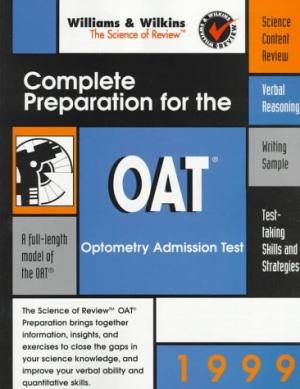 Williams & Wilkins
The Science of Review™
WILLIAMS & WILKINS
REVIEW
Science
Content
Review
Complete
Preparation for the
Verbal
Reasoning
Writing
Sample
OAT®
Optometry Admission Test
A full-length
model of
the OAT®
Test-
taking
Skills and
Strategies
The Science of Review™ OAT®
Preparation brings together
information, insights, and
exercises to close the gaps in
your science knowledge, and
improve your verbal ability and
quantitative skills.
1999